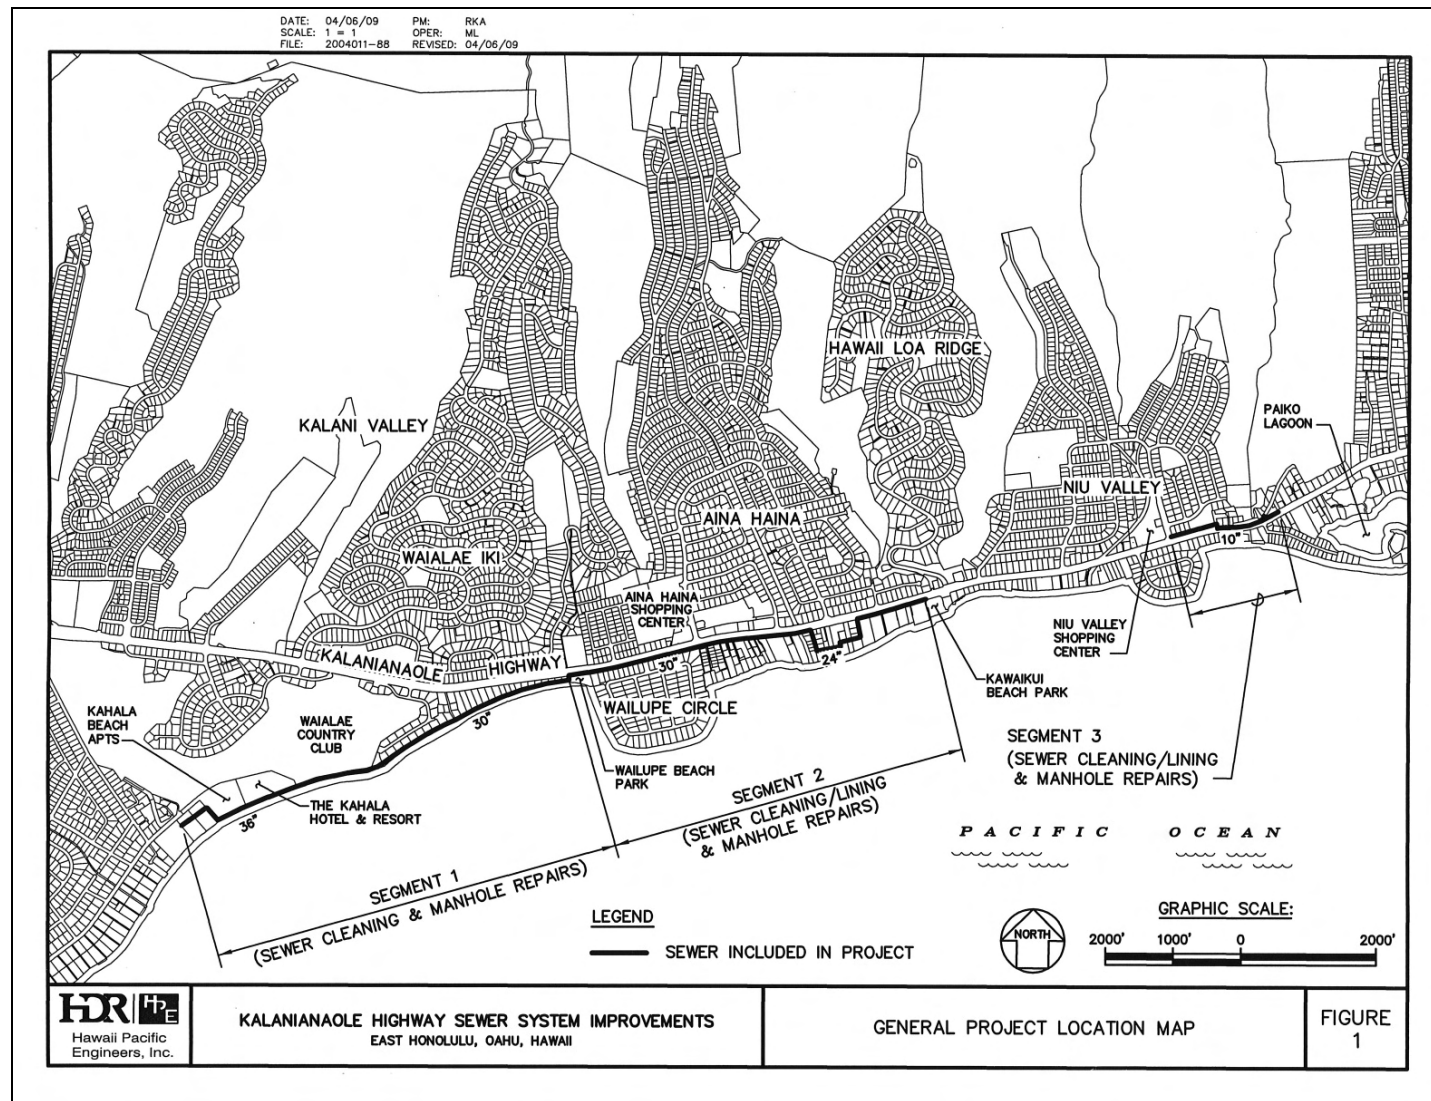 DATE: 04/06/09 PM: RKA
SCALE: 1 = 1 OPER: ML
FILE: 2004011-88 REVISED: 04/06/09
HAWAII LOA RIDGE
KALANI VALLEY
PAIKO
LAGOON
NIU VALLEY
AINA HAINA
WAIALAE IKI
10"
AINA HAINA
SHOPPING
CENTER
NIU VALLEY
SHOPPING
CENTER
KALANIANAOLE HIGHWAY
30"
24"
KAWAIKUI
BEACH PARK
KAHALA
BEACH
APTS
WAIALAE
COUNTRY
CLUB
30"
WAILUPE CIRCLE
SEGMENT 3
(SEWER CLEANING/LINING
& MANHOLE REPAIRS)
WAILUPE BEACH
PARK
SEGMENT 2
(SEWER CLEANING/LINING
& MANHOLE REPAIRS)
THE KAHALA
HOTEL & RESORT
36"
PACIFIC OCEAN
SEGMENT 1
(SEWER CLEANING & MANHOLE REPAIRS)
LEGEND
SEWER INCLUDED IN PROJECT
NORTH
GRAPHIC SCALE:
2000' 1000' 0 2000'
HDR HPE
Hawaii Pacific
Engineers, Inc.
KALANIANAOLE HIGHWAY SEWER SYSTEM IMPROVEMENTS
EAST HONOLULU, OAHU, HAWAII
GENERAL PROJECT LOCATION MAP
FIGURE
1